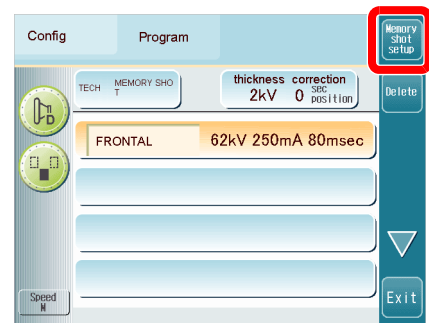 Config
Program
Memory
shot
setup
TECH
MEMORY SHO
T
thickness correction
2kV 0 sec
position
Delete
D
FRONTAL
62kV 250mA 80msec
Speed
N
Exit